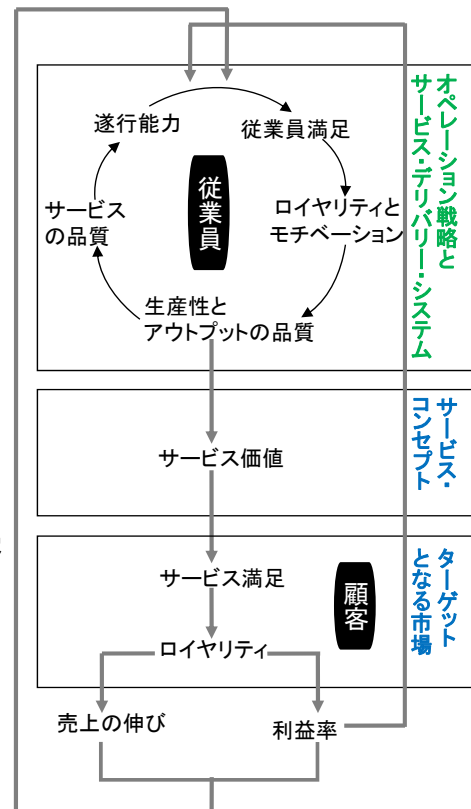 オペレーション戦略と
サービス・デリバリー・システム
遂行能力
従業員満足
従業員
サービス
の品質
ロイヤリティと
モチベーション
生産性と
アウトプットの品質
サービス・
コンセプト
サービス価値
ターゲット
となる市場
サービス満足
顧客
ロイヤリティ
売上の伸び
利益率